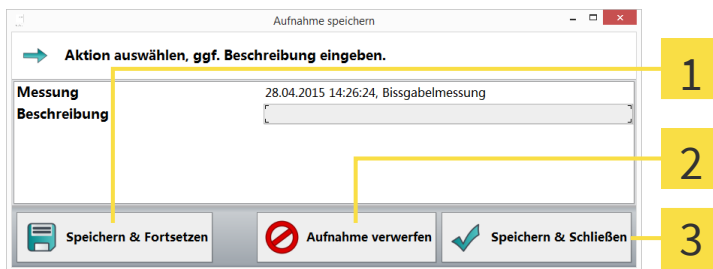 Aufnahme speichern
Aktion auswählen, ggf. Beschreibung eingeben.
1
Messung 28.04.2015 14:26:24, Bissgabelmessung
Beschreibung
2
Speichern & Fortsetzen Aufnahme verwerfen Speichern & Schließen
3